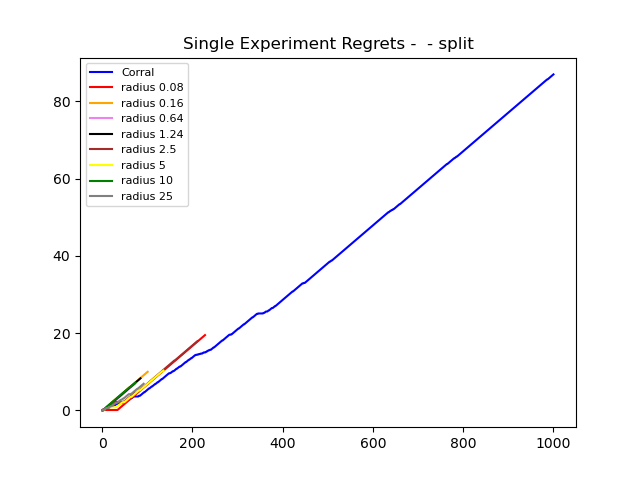 Single Experiment Regrets -  - split
Corral
radius 0.08
radius 0.16
radius 0.64
radius 1.24
radius 2.5
radius 5
radius 10
radius 25
80
60
40
20
0
0 200 400 600 800 1000